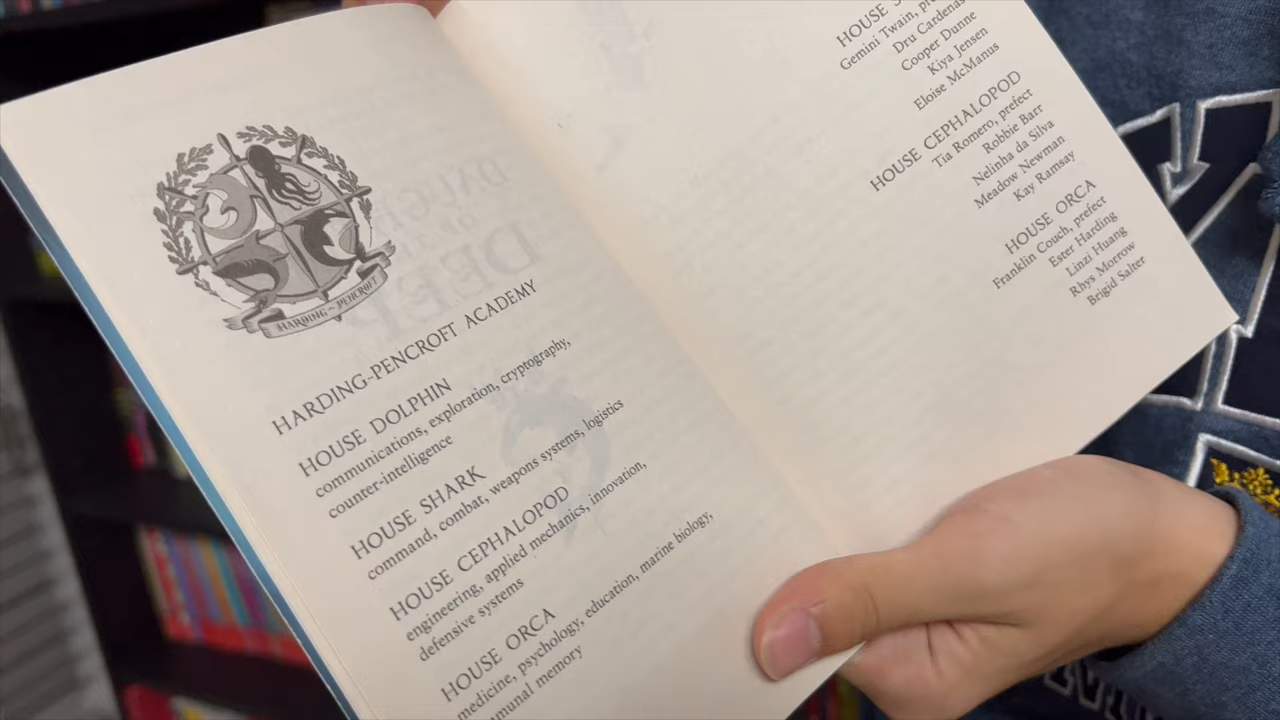 HARDING-PENCROFT
HARDING-PENCROFT ACADEMY
HOUSE DOLPHIN
communications, exploration, cryptography,
counter-intelligence
HOUSE SHARK
command, combat, weapons systems, logistics
HOUSE CEPHALOPOD
engineering, applied mechanics, innovation,
defensive systems
HOUSE ORCA
medicine, psychology, education, marine biology,
memory
HOUSE
Gemini Twain,
Dru Cardenas
Cooper Dunne
Kiya Jensen
Eloise McManus
HOUSE CEPHALOPOD
Tia Romero, prefect
Robbie Barr
Nelinha da Silva
Meadow Newman
Kay Ramsay
HOUSE ORCA
Franklin Couch, prefect
Ester Harding
Linzi Huang
Rhys Morrow
Brigid Salter